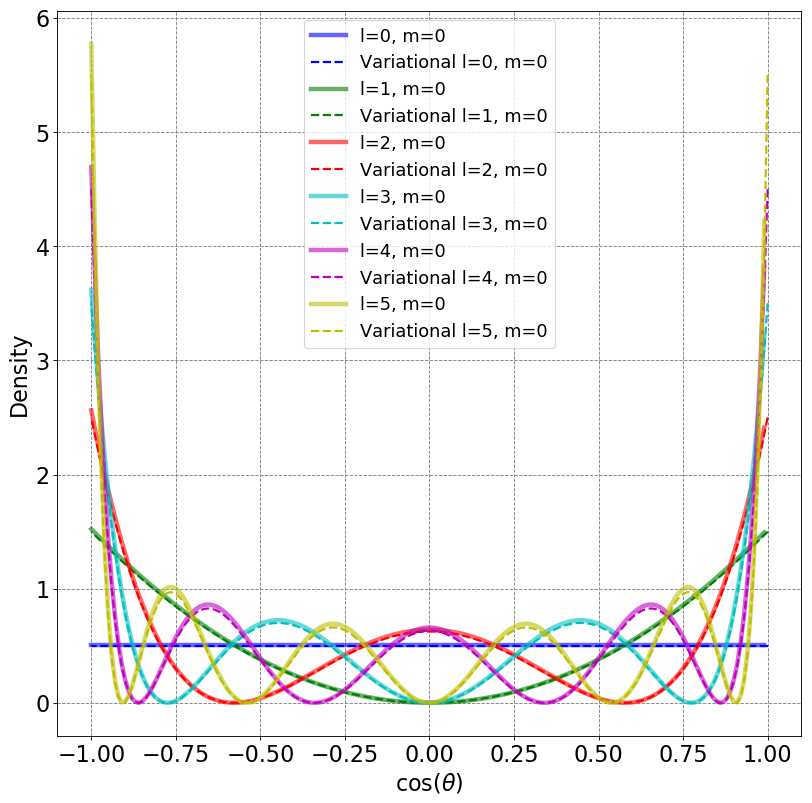 6
5
4
3
2
1
0
Density
l=0, m=0
Variational l=0, m=0
l=1, m=0
Variational l=1, m=0
l=2, m=0
Variational l=2, m=0
l=3, m=0
Variational l=3, m=0
l=4, m=0
Variational l=4, m=0
l=5, m=0
Variational l=5, m=0
−1.00 −0.75 −0.50 −0.25 0.00 0.25 0.50 0.75 1.00
cos(θ)